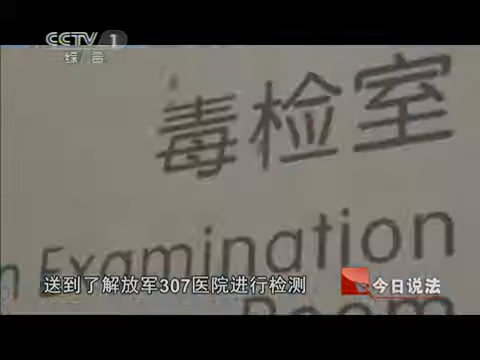 CCTV 1
综合
毒检室
Examination
Room
送到了解放军307医院进行检测
今日说法